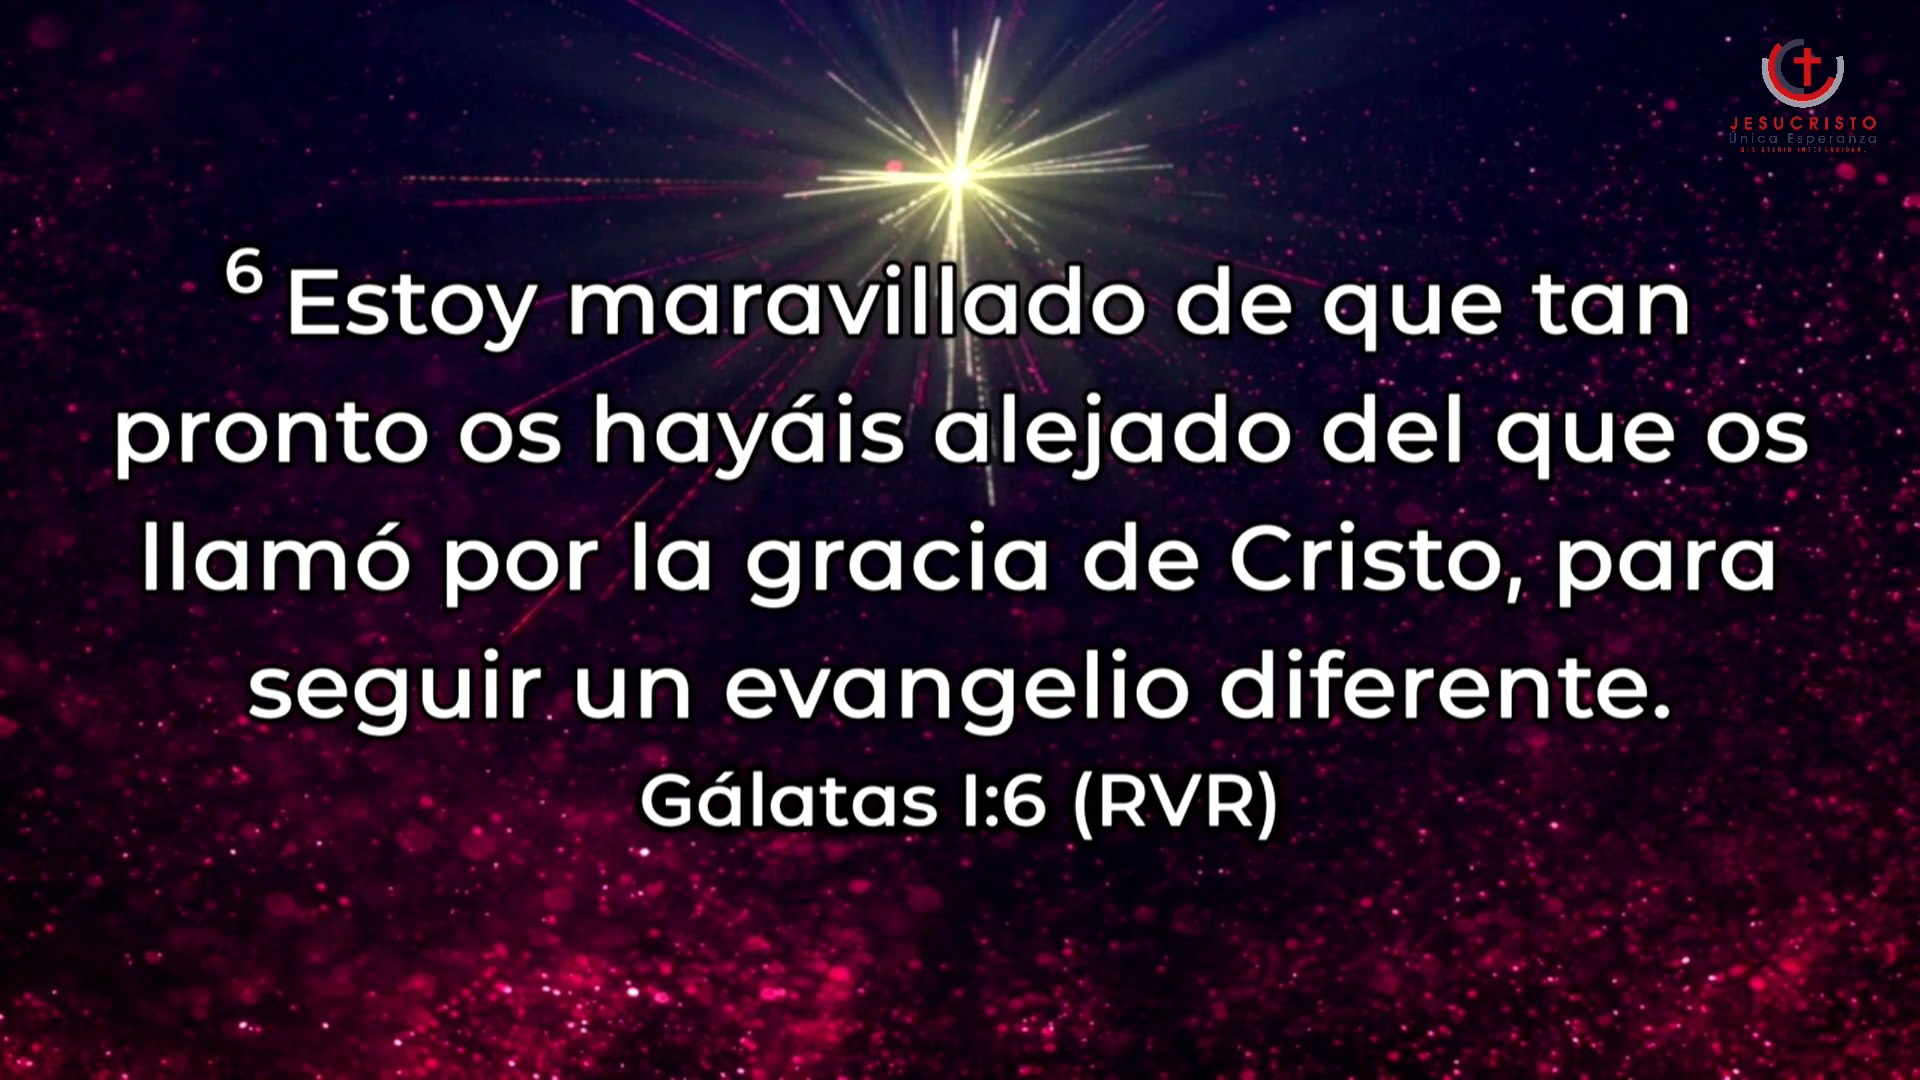 JESUCRISTO
Única Esperanza
6 Estoy maravillado de que tan
pronto os hayáis alejado del que os
llamó por la gracia de Cristo, para
seguir un evangelio diferente.
Gálatas 1:6 (RVR)